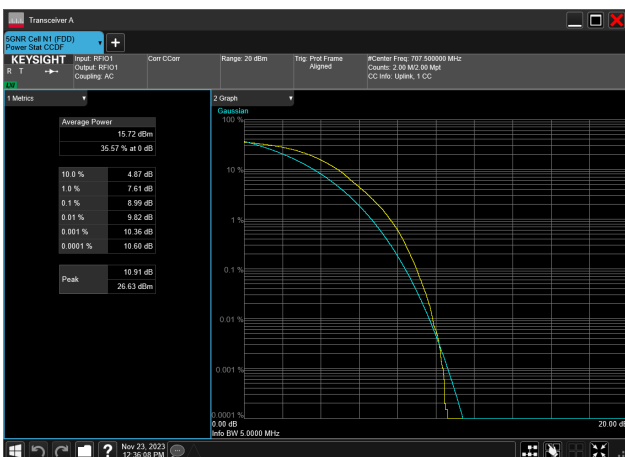 Transceiver A
5GNR Cell N1 (FDD)
Power Stat CCDF
KEYSIGHT
R T
LXI
Input: RFIO1
Output: RFIO1
Coupling: AC
Corr CCorr
Range: 20 dBm
Trig: Prot Frame
Aligned
#Center Freq: 707.500000 MHz
Counts: 2.00 M/2.00 Mpt
CC Info: Uplink, 1 CC
1 Metrics
Average Power
15.72 dBm
35.57 % at 0 dB
10.0 % 4.87 dB
1.0 % 7.61 dB
0.1 % 8.99 dB
0.01 % 9.82 dB
0.001 % 10.36 dB
0.0001 % 10.60 dB
Peak
10.91 dB
26.63 dBm
2 Graph
Gaussian
100 %
10 %
1 %
0.1 %
0.01 %
0.001 %
0.0001 %
0.00 dB
20.00 dB
Info BW 5.0000 MHz
Nov 23, 2023
12:36:08 PM